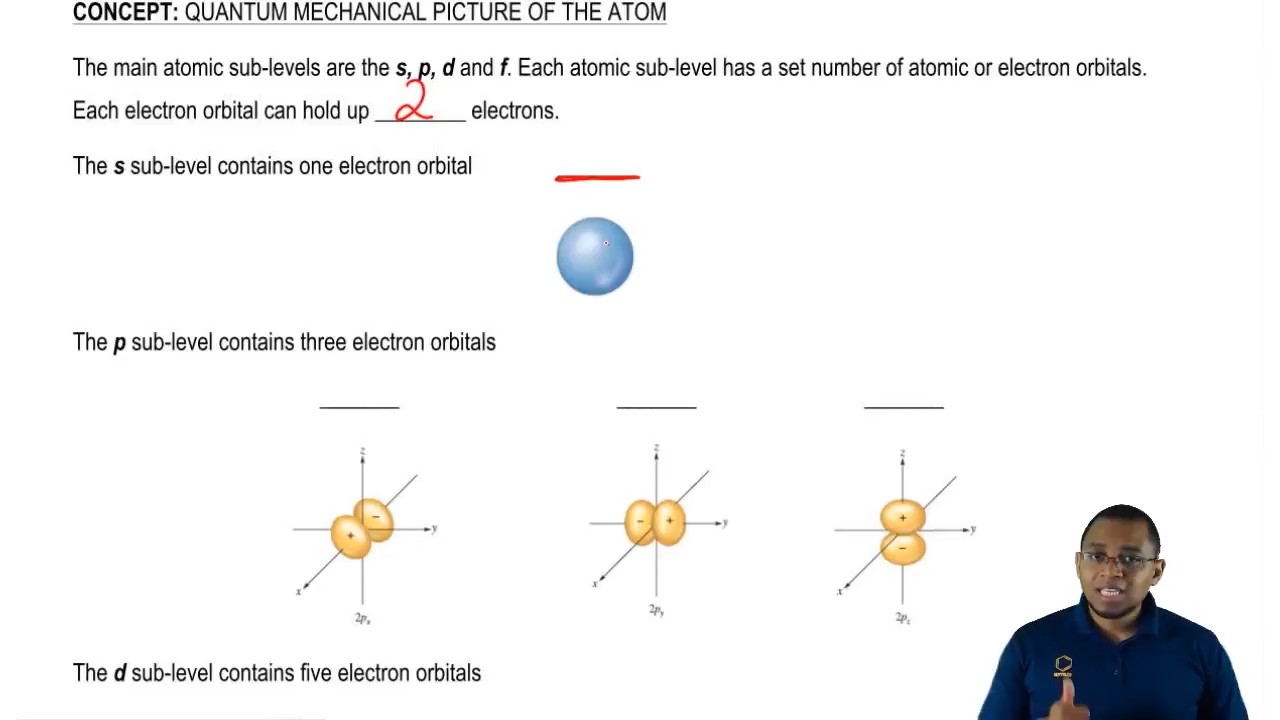 CONCEPT: QUANTUM MECHANICAL PICTURE OF THE ATOM
The main atomic sub-levels are the s, p, d and f. Each atomic sub-level has a set number of atomic or electron orbitals.
Each electron orbital can hold up 2 electrons.
The s sub-level contains one electron orbital
The p sub-level contains three electron orbitals
z z z
- - +
+ y + y - y
x x x
2px 2py 2pz
The d sub-level contains five electron orbitals